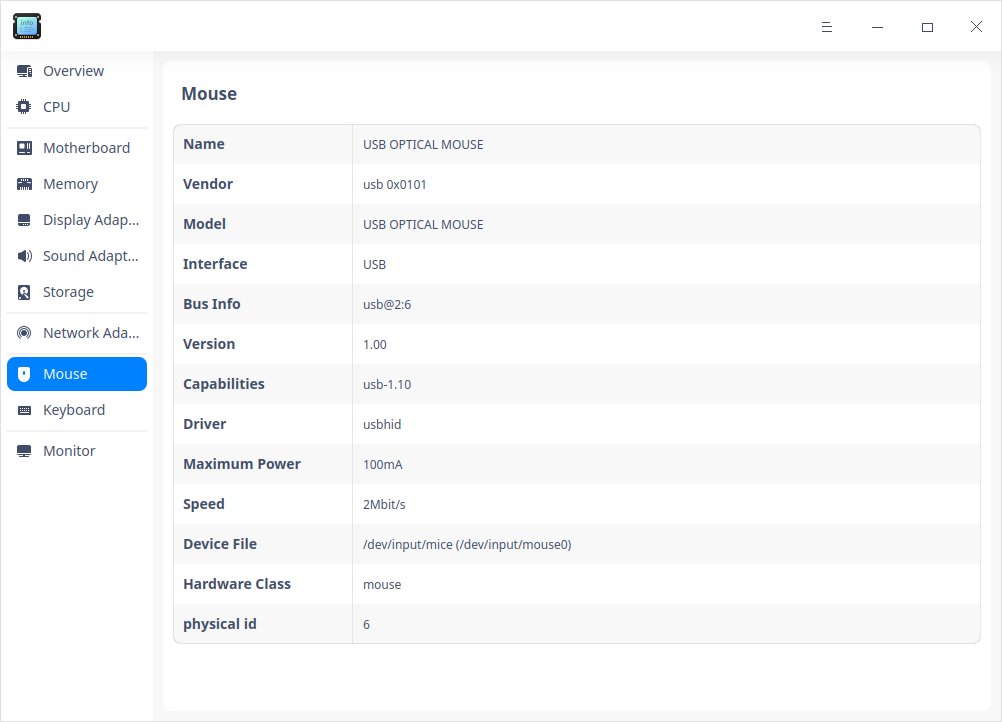 info
Overview
CPU
Motherboard
Memory
Display Adap...
Sound Adapt...
Storage
Network Ada...
Mouse
Keyboard
Monitor
Mouse
Name USB OPTICAL MOUSE
Vendor usb 0x0101
Model USB OPTICAL MOUSE
Interface USB
Bus Info usb@2:6
Version 1.00
Capabilities usb-1.10
Driver usbhid
Maximum Power 100mA
Speed 2Mbit/s
Device File /dev/input/mice (/dev/input/mouse0)
Hardware Class mouse
physical id 6